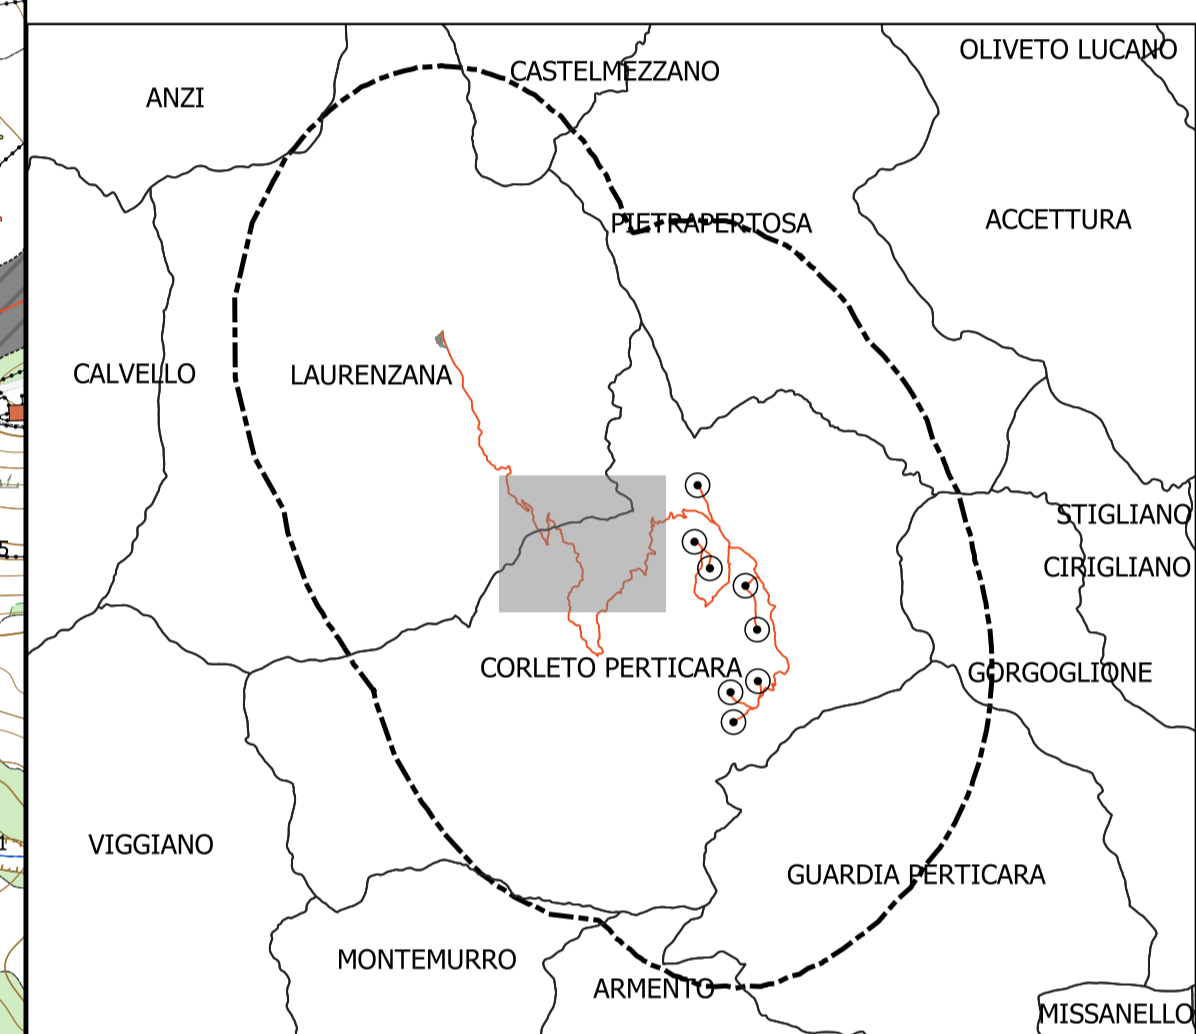 OLIVETO LUCANO
CASTELMEZZANO
ANZI
ACCETTURA
PIETRAPERTOSA
CALVELLO
LAURENZANA
STIGLIANO
CIRIGLIANO
CORLETO PERTICARA
GORGOGLIONE
VIGGIANO
GUARDIA PERTICARA
MONTEMURRO
ARMENTO
MISSANELLO